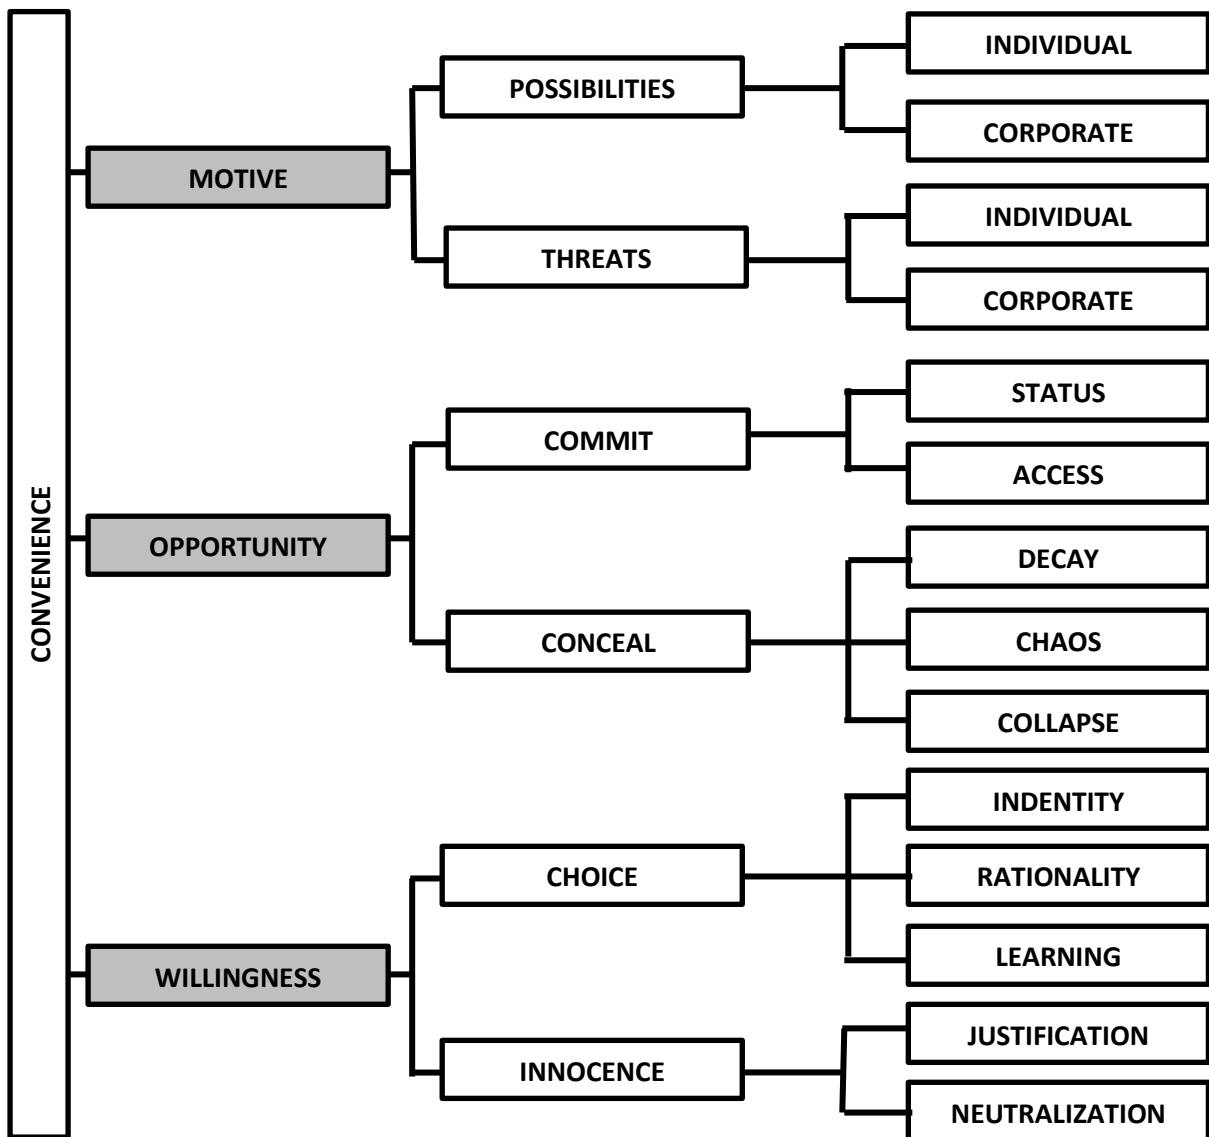 CONVENIENCE
MOTIVE
POSSIBILITIES
INDIVIDUAL
CORPORATE
THREATS
INDIVIDUAL
CORPORATE
OPPORTUNITY
COMMIT
STATUS
ACCESS
CONCEAL
DECAY
CHAOS
COLLAPSE
WILLINGNESS
CHOICE
INDENTITY
RATIONALITY
LEARNING
INNOCENCE
JUSTIFICATION
NEUTRALIZATION